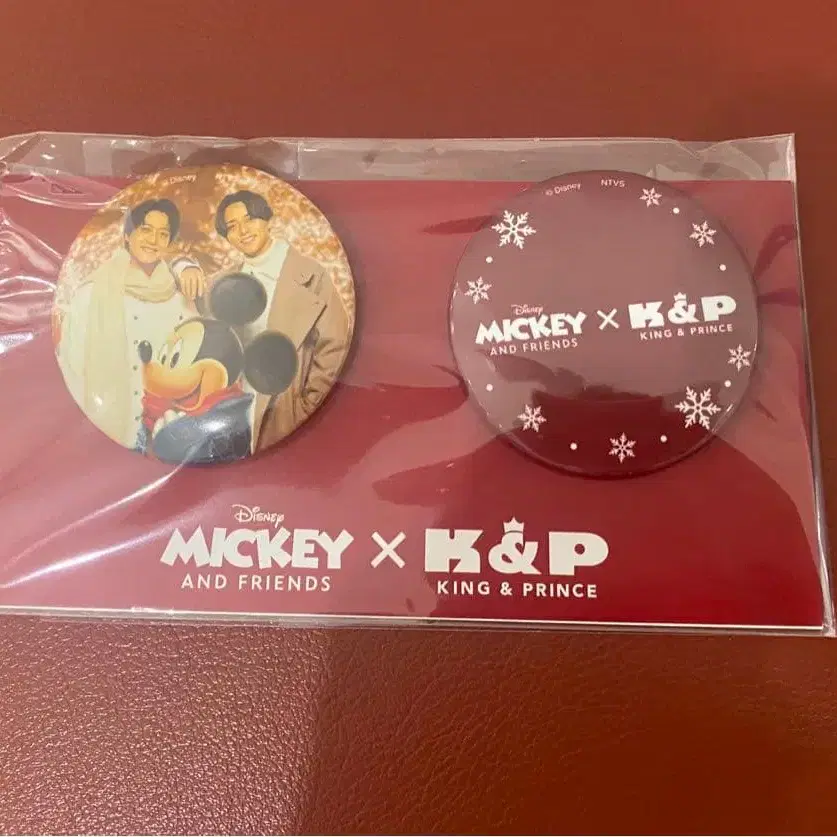 © Disney
© Disney NTVS
Disney
MICKEY × K&P
AND FRIENDS KING & PRINCE
Disney
MICKEY × K&P
AND FRIENDS KING & PRINCE